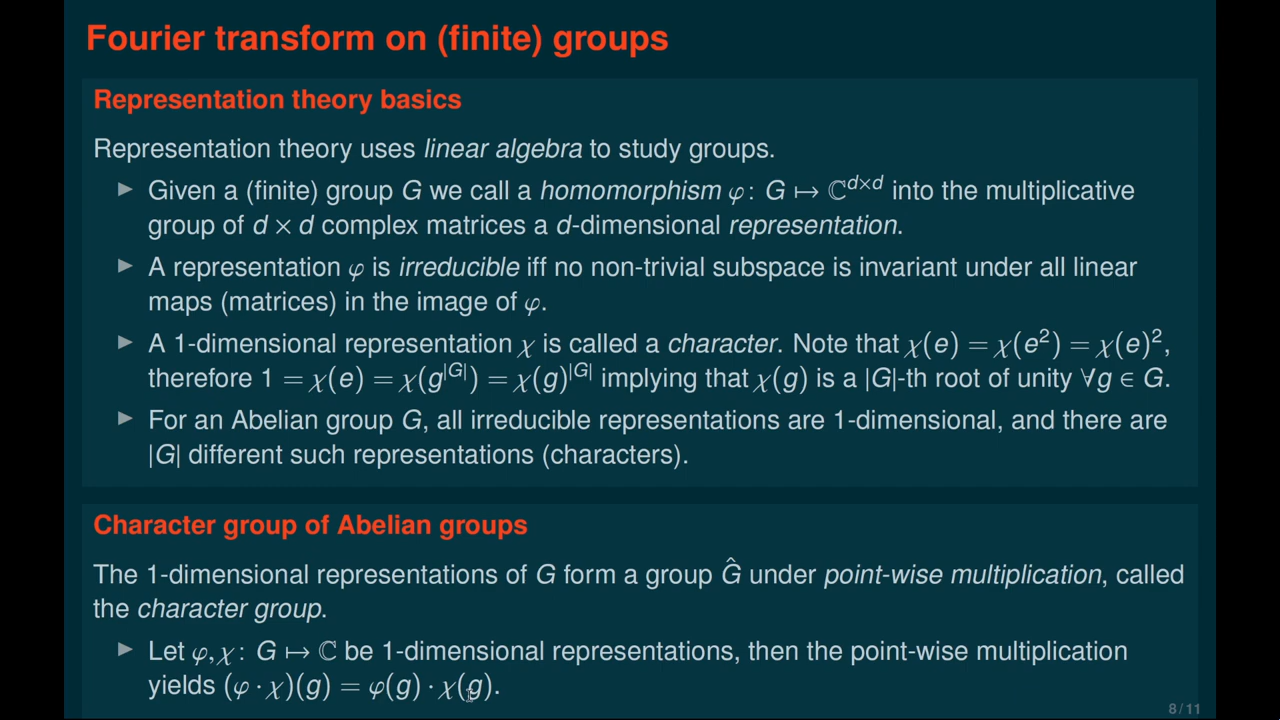 Fourier transform on (finite) groups
Representation theory basics
Representation theory uses linear algebra to study groups.
▶ Given a (finite) group G we call a homomorphism φ: G ↦ ℂ^{d×d} into the multiplicative
group of d × d complex matrices a d-dimensional representation.
▶ A representation φ is irreducible iff no non-trivial subspace is invariant under all linear
maps (matrices) in the image of φ.
▶ A 1-dimensional representation χ is called a character. Note that χ(e) = χ(e²) = χ(e)²,
therefore 1 = χ(e) = χ(g^{|G|}) = χ(g)^{|G|} implying that χ(g) is a |G|-th root of unity ∀g ∈ G.
▶ For an Abelian group G, all irreducible representations are 1-dimensional, and there are
|G| different such representations (characters).
Character group of Abelian groups
The 1-dimensional representations of G form a group Ĝ under point-wise multiplication, called
the character group.
▶ Let φ, χ: G ↦ ℂ be 1-dimensional representations, then the point-wise multiplication
yields (φ · χ)(g) = φ(g) · χ(g).
8/11